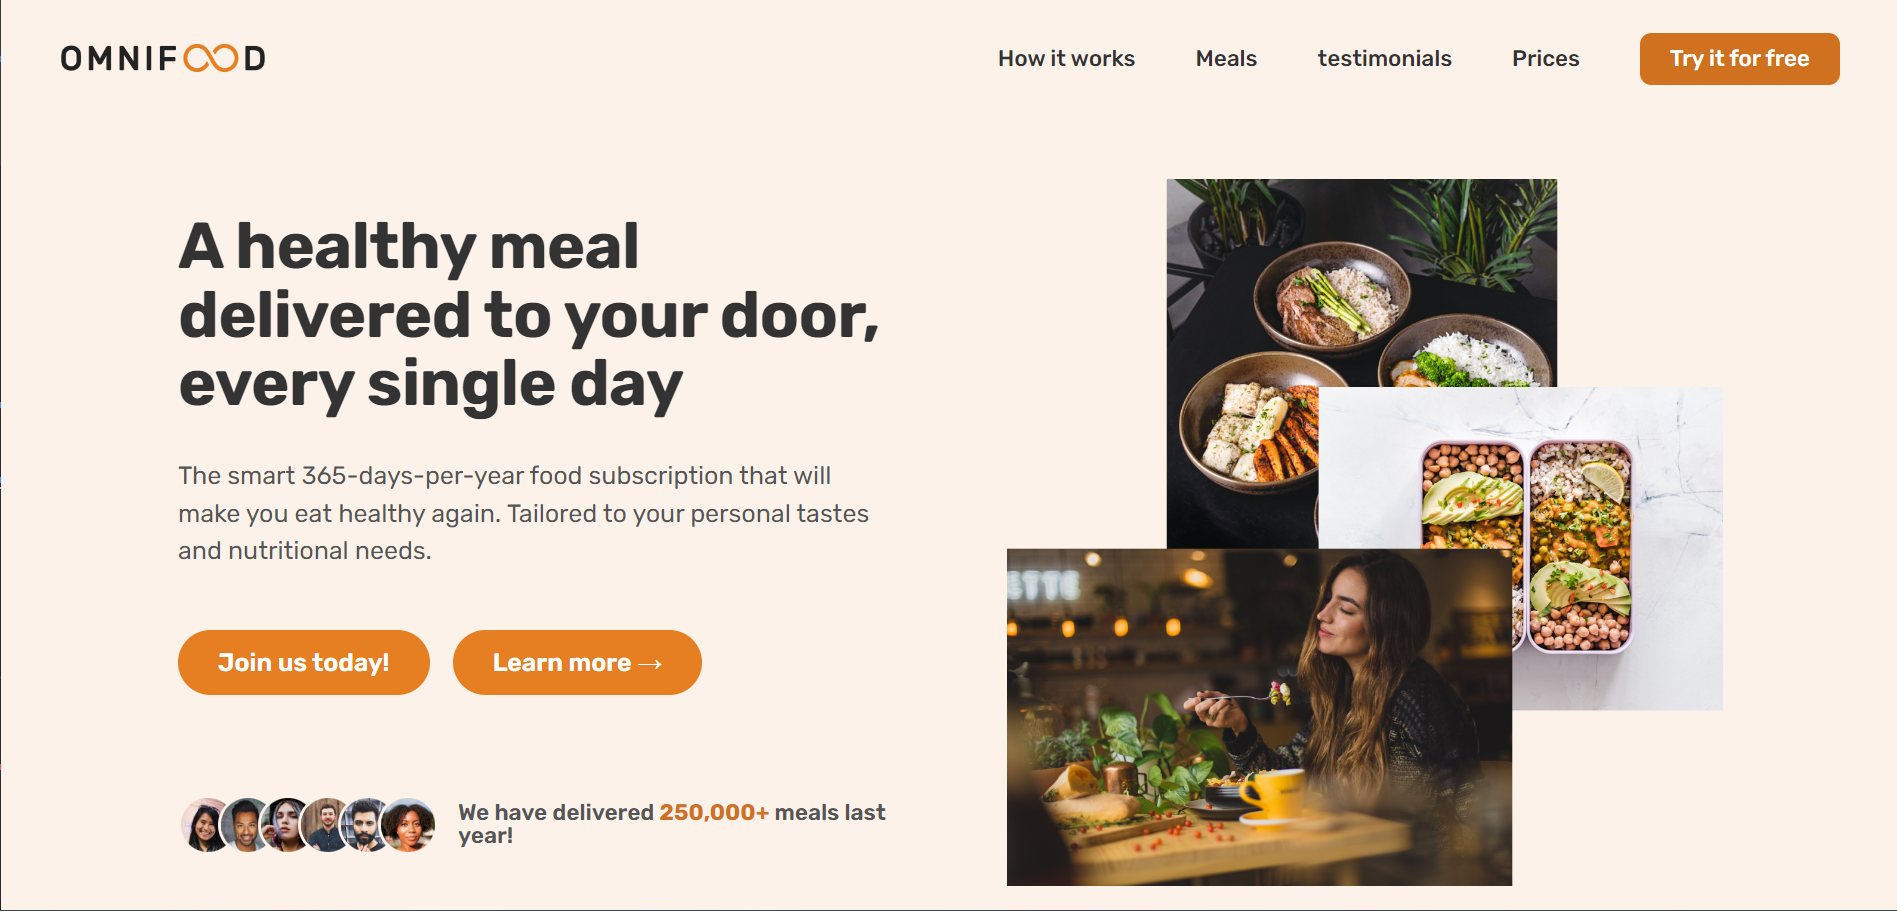 OMNIFOOD
How it works
Meals
testimonials
Prices
Try it for free
A healthy meal
delivered to your door,
every single day
The smart 365-days-per-year food subscription that will
make you eat healthy again. Tailored to your personal tastes
and nutritional needs.
Join us today!
Learn more →
We have delivered 250,000+ meals last
year!
ETTE